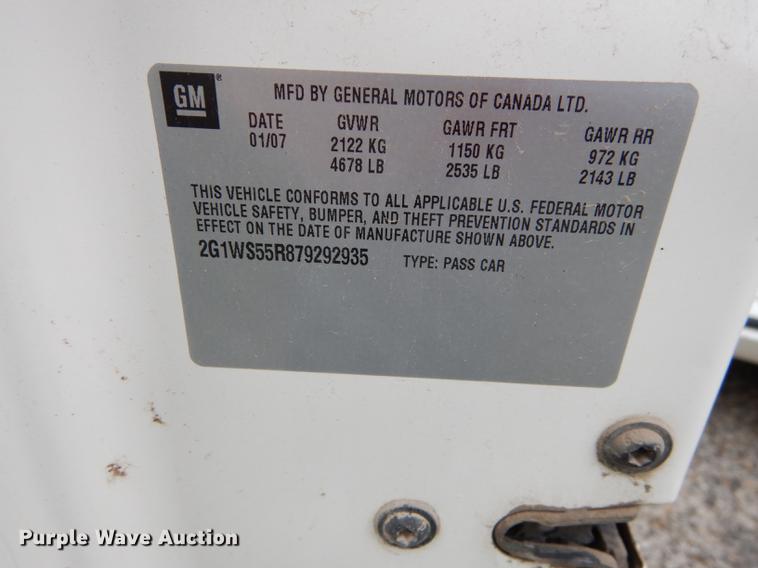 GM®
MFD BY GENERAL MOTORS OF CANADA LTD.
DATE GVWR GAWR FRT GAWR RR
01/07 2122 KG 1150 KG 972 KG
4678 LB 2535 LB 2143 LB
THIS VEHICLE CONFORMS TO ALL APPLICABLE U.S. FEDERAL MOTOR
VEHICLE SAFETY, BUMPER, AND THEFT PREVENTION STANDARDS IN
EFFECT ON THE DATE OF MANUFACTURE SHOWN ABOVE.
2G1WS55R879292935 TYPE: PASS CAR
Purple Wave Auction